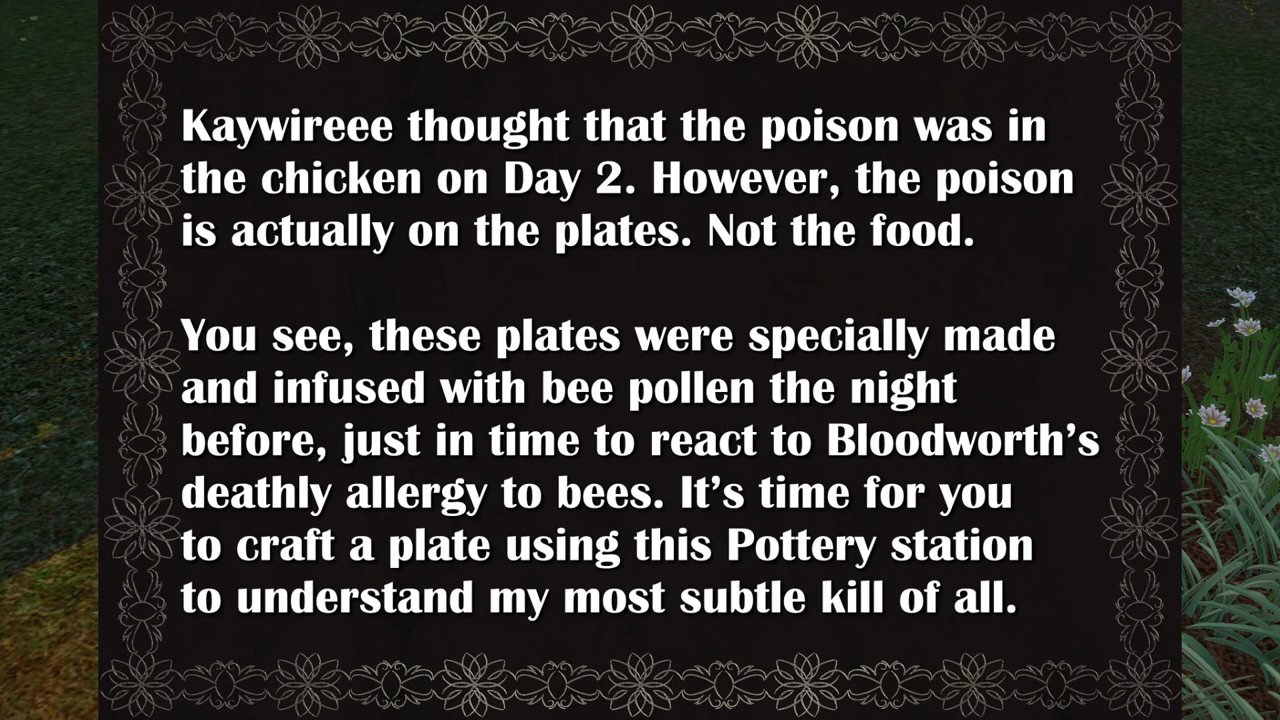 Kaywireee thought that the poison was in
the chicken on Day 2. However, the poison
is actually on the plates. Not the food.
You see, these plates were specially made
and infused with bee pollen the night
before, just in time to react to Bloodworth’s
deathly allergy to bees. It’s time for you
to craft a plate using this Pottery station
to understand my most subtle kill of all.